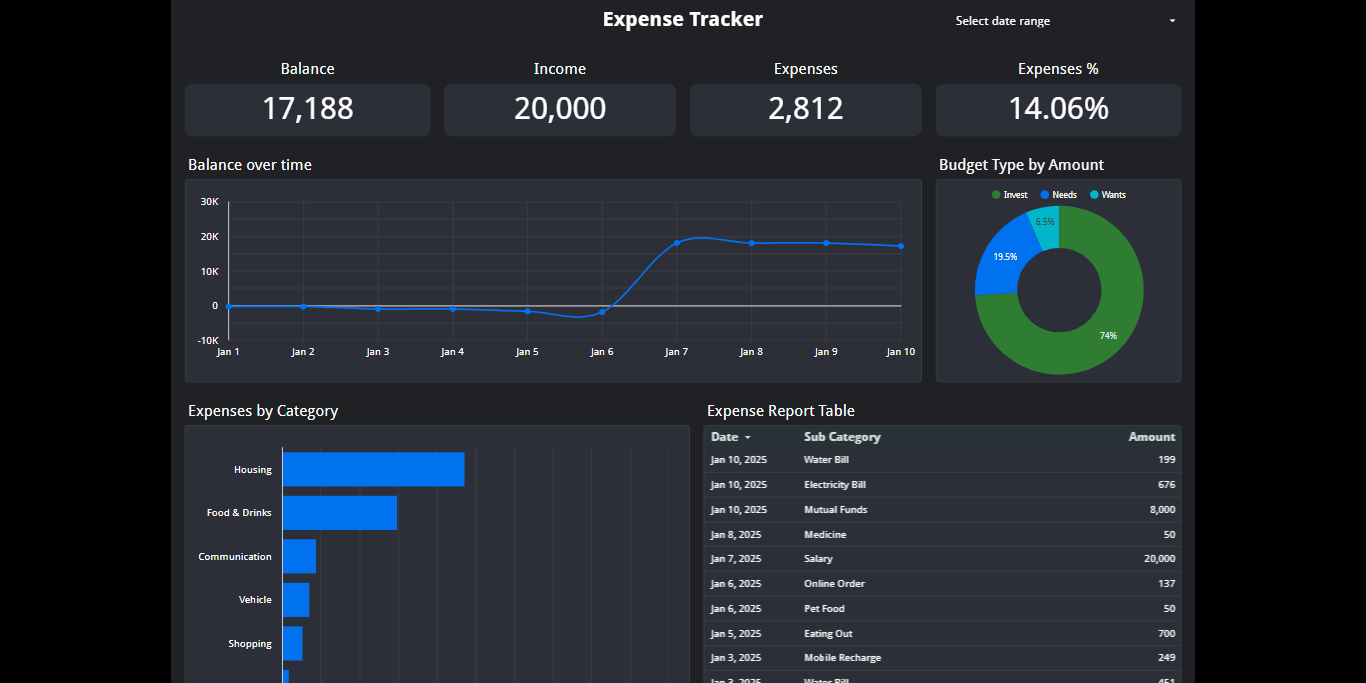 Expense Tracker
Select date range
Balance
Income
Expenses
Expenses %
17,188
20,000
2,812
14.06%
Balance over time
30K
20K
10K
0
-10K
Jan 1
Jan 2
Jan 3
Jan 4
Jan 5
Jan 6
Jan 7
Jan 8
Jan 9
Jan 10
Budget Type by Amount
Invest
Needs
Wants
6.5%
19.5%
74%
Expenses by Category
Housing
Food & Drinks
Communication
Vehicle
Shopping
Expense Report Table
Date Sub Category Amount
Jan 10, 2025 Water Bill 199
Jan 10, 2025 Electricity Bill 676
Jan 10, 2025 Mutual Funds 8,000
Jan 8, 2025 Medicine 50
Jan 7, 2025 Salary 20,000
Jan 6, 2025 Online Order 137
Jan 6, 2025 Pet Food 50
Jan 5, 2025 Eating Out 700
Jan 3, 2025 Mobile Recharge 249
Jan 3, 2025 Water Bill 451